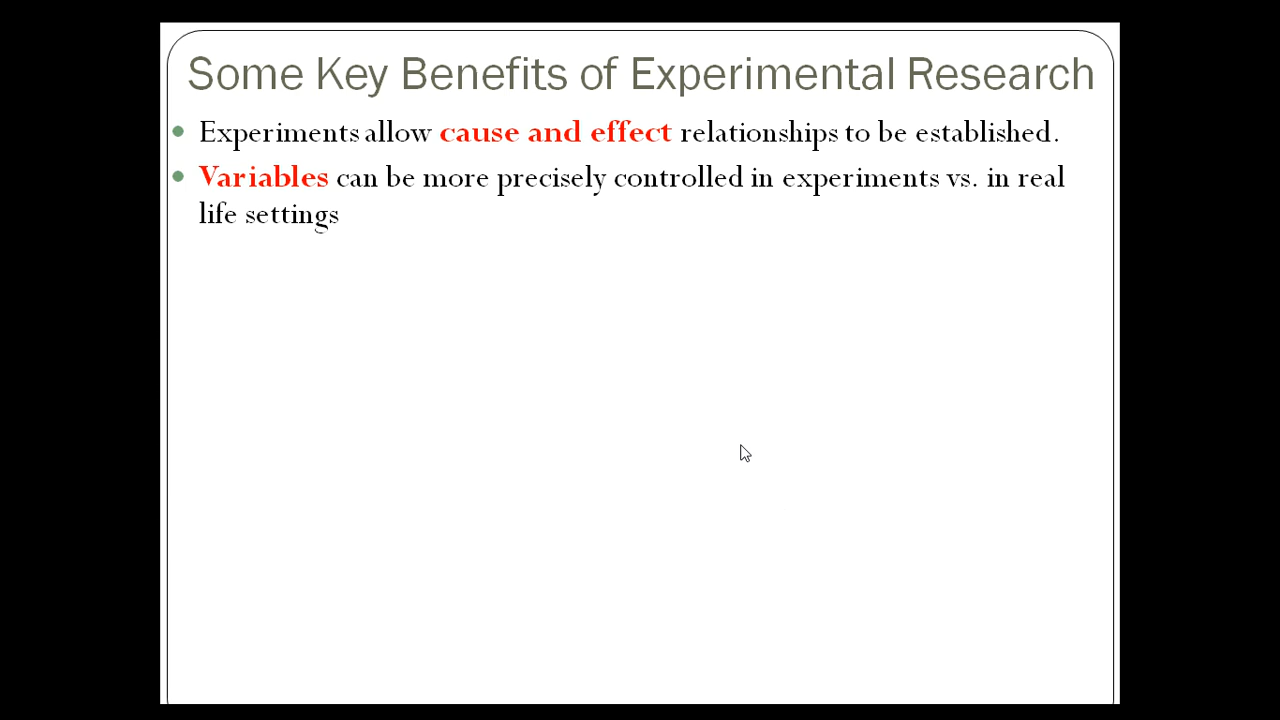 Some Key Benefits of Experimental Research
Experiments allow cause and effect relationships to be established.
Variables can be more precisely controlled in experiments vs. in real
life settings